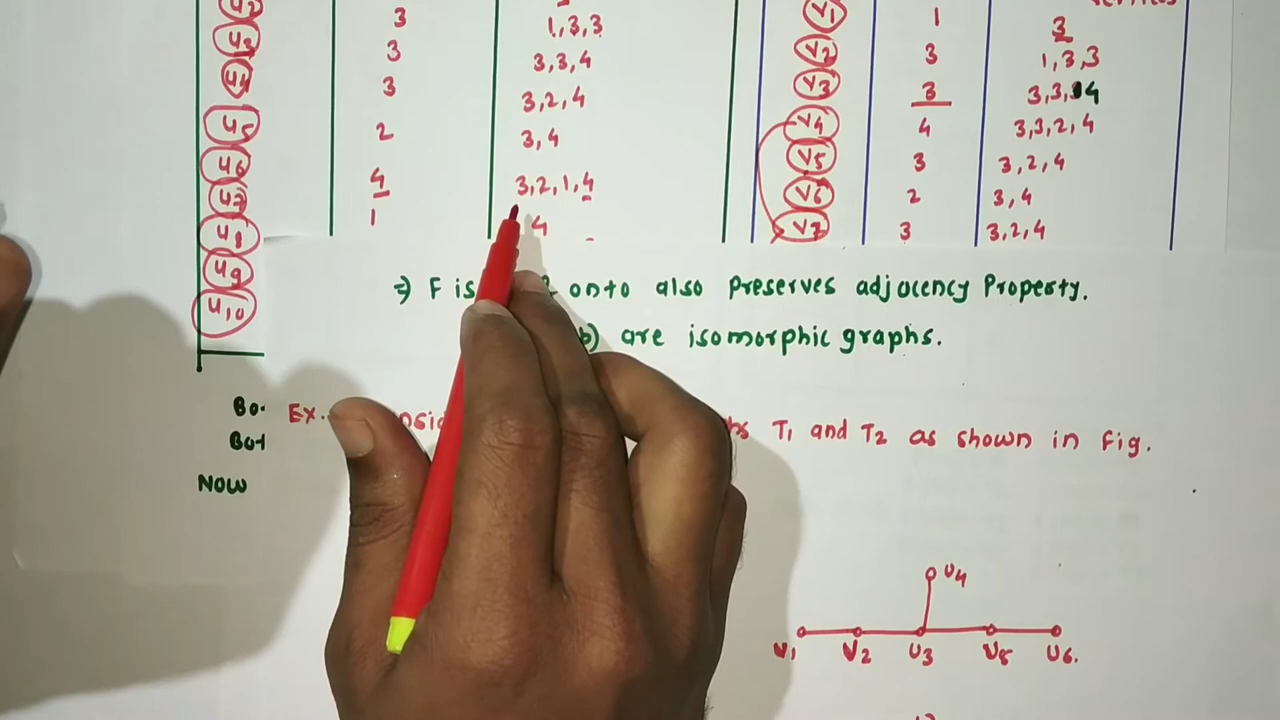 u2 3 1,3,3 v1 1 3
u3 3 3,3,4 v2 3 1,3,3
u4 3 3,2,4 v3 3 3,3,4
u5 2 3,4 v4 4 3,3,2,4
u6 4 3,2,1,4 v5 3 3,2,4
u7 1 4 v6 2 3,4
u8 v7 3 3,2,4
u9
u10
⇒ F is onto also preserves adjacency Property.
b) are isomorphic graphs.
Ex. T1 and T2 as shown in Fig.
Now
v4
v1 v2 v3 v5 v6.